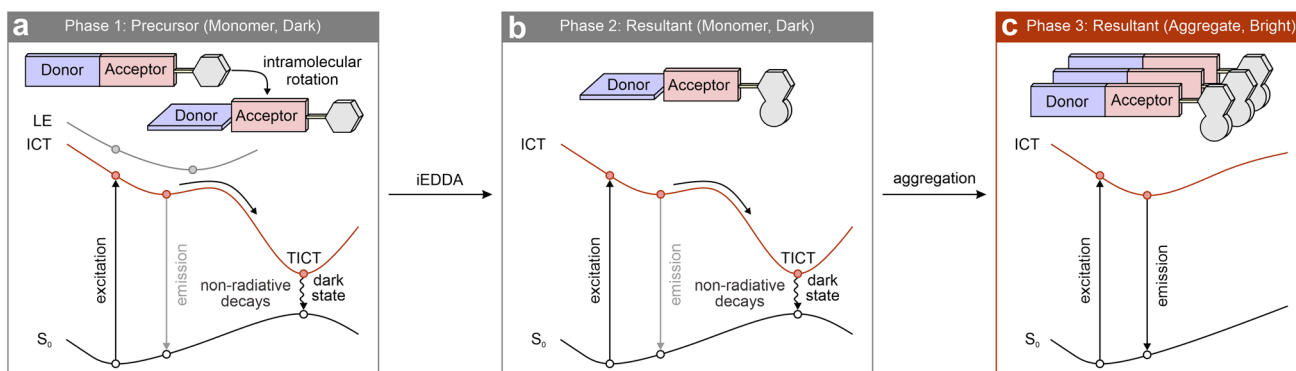 a Phase 1: Precursor (Monomer, Dark)
Donor Acceptor
intramolecular
rotation
Donor Acceptor
LE
ICT
excitation
emission
TICT
non-radiative
decays
dark
state
S₀
iEDDA
b Phase 2: Resultant (Monomer, Dark)
Donor Acceptor
ICT
excitation
emission
TICT
non-radiative
decays
dark
state
S₀
aggregation
c Phase 3: Resultant (Aggregate, Bright)
Donor Acceptor
ICT
excitation
emission
S₀